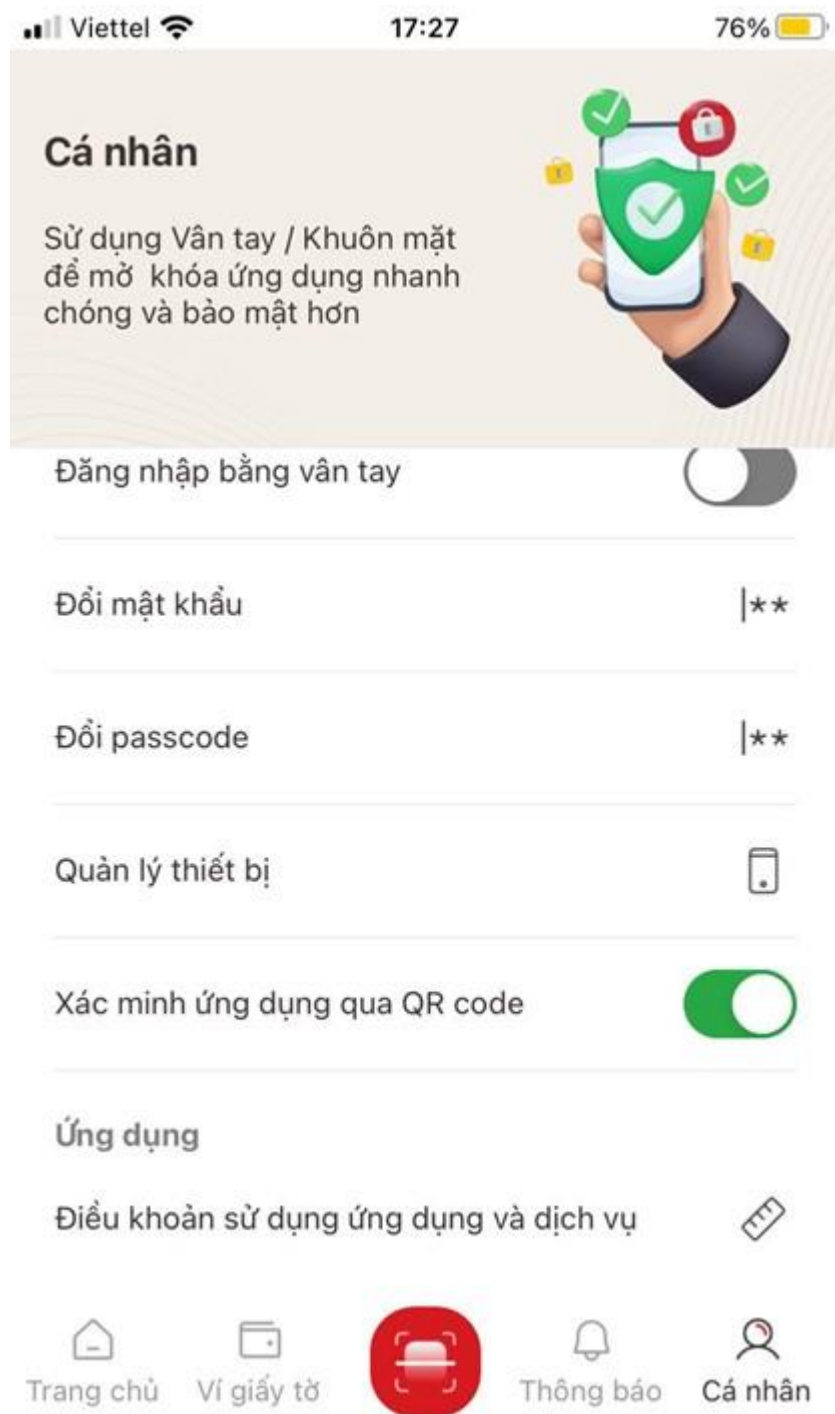 Viettel 17:27 76%
Cá nhân
Sử dụng Vân tay / Khuôn mặt
để mở khóa ứng dụng nhanh
chóng và bảo mật hơn
Đăng nhập bằng vân tay
Đổi mật khẩu |**
Đổi passcode |**
Quản lý thiết bị
Xác minh ứng dụng qua QR code
Ứng dụng
Điều khoản sử dụng ứng dụng và dịch vụ
Trang chủ Ví giấy tờ Thông báo Cá nhân